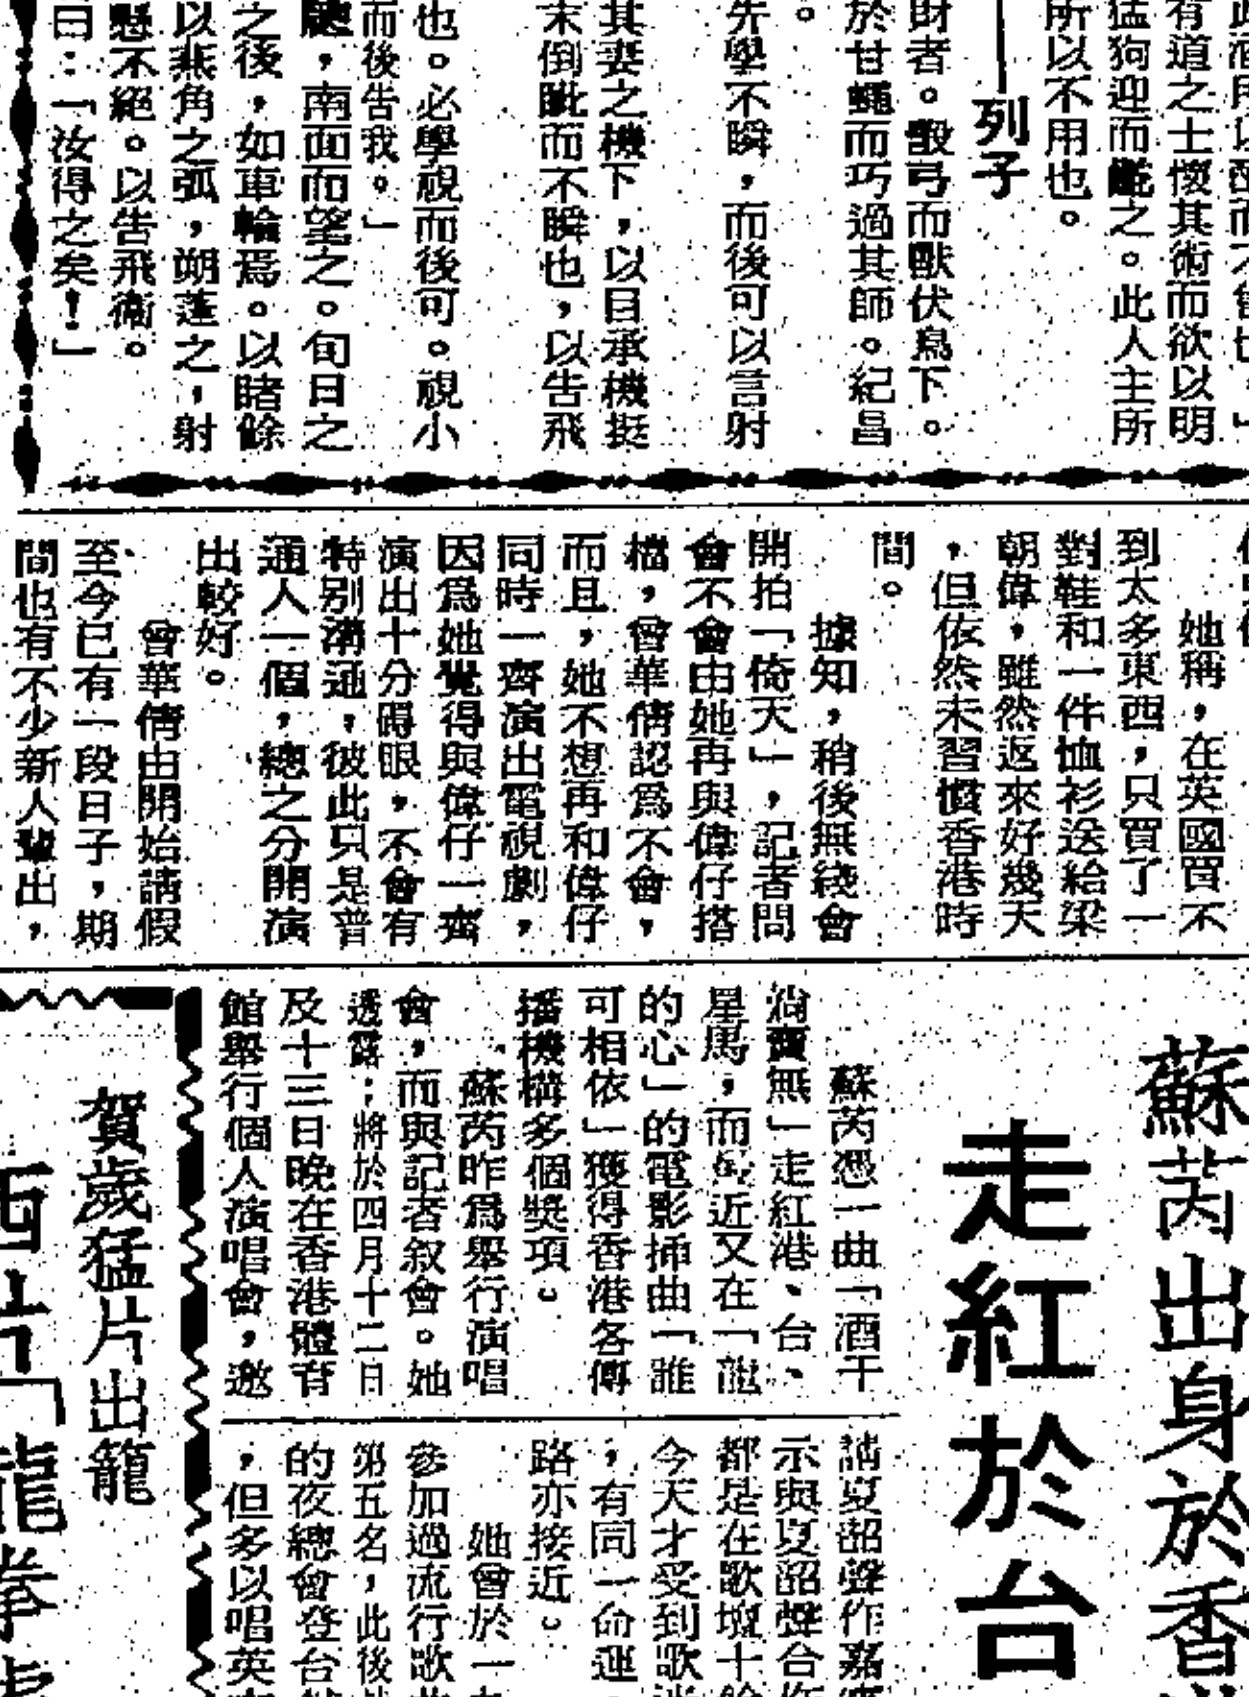 有道之士懷其術而欲以明
猛狗迎而齕之。此人主所
所以不用也。
——列子
財者。彀弓而獸伏鳥下。
於甘蠅而巧過其師。紀昌
。
先學不瞬，而後可以言射
其妻之機下，以目承機挺
末倒眦而不瞬也，以告飛
也。必學視而後可。視小
而後告我。」
，南面而望之。旬日之
之後，如車輪焉。以睹餘
以燕角之弧，朔蓬之，射
懸不絕。以告飛衞。
曰：「汝得之矣！」
她稱，在英國買不
到太多東西，只買了一
對鞋和一件恤衫送給梁
朝偉，雖然返來好幾天
，但依然未習慣香港時
間。
據知，稍後無綫會
開拍「倚天」，記者問
會不會由她再與偉仔搭
檔，曾華倩認爲不會，
而且，她不想再和偉仔
同時一齊演出電視劇，
因爲她覺得與偉仔一齊
演出十分碍眼，不會有
特别溝通，彼此只是普
通人一個，總之分開演
出較好。
曾華倩由開始請假
至今已有一段日子，期
間也有不少新人輩出，
蘇芮出身於香
走紅於台
蘇芮憑一曲「酒干
淌賣無」走紅港、台、
星馬，而最近又在「龍
的心」的電影揷曲「誰
可相依」獲得香港各傳
播機構多個獎項。
蘇芮昨爲舉行演唱
會，而與記者叙會。她
透露：將於四月十二日
及十三日晚在香港體育
館舉行個人演唱會，邀
請夏韶聲作嘉
示與夏韶聲合作
都是在歌壇十餘
今天才受到歌迷
，有同一命運，
路亦接近。
她曾於一
參加過流行歌
第五名，此後
的夜總會登台
，但多以唱英
賀歲猛片出籠
西片「龍拳